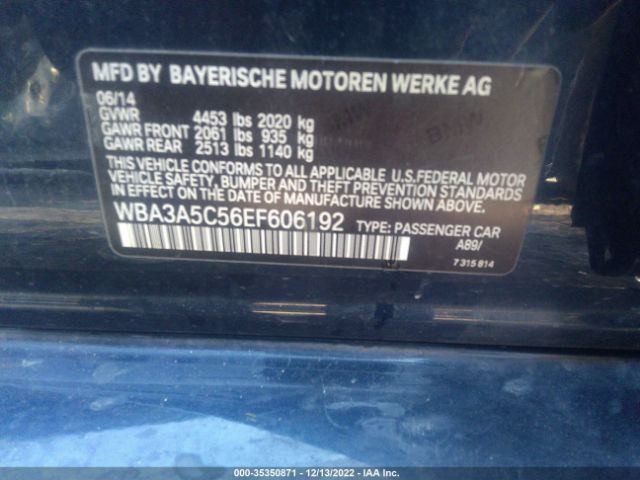 MFD BY BAYERISCHE MOTOREN WERKE AG
06/14
GVWR 4453 lbs 2020 kg
GAWR FRONT 2061 lbs 935 kg
GAWR REAR 2513 lbs 1140 kg
THIS VEHICLE CONFORMS TO ALL APPLICABLE U.S.FEDERAL MOTOR
VEHICLE SAFETY, BUMPER AND THEFT PREVENTION STANDARDS
IN EFFECT ON THE DATE OF MANUFACTURE SHOWN ABOVE.
WBA3A5C56EF606192 TYPE: PASSENGER CAR
A89/
7315814
000-35350871 - 12/13/2022 - IAA Inc.